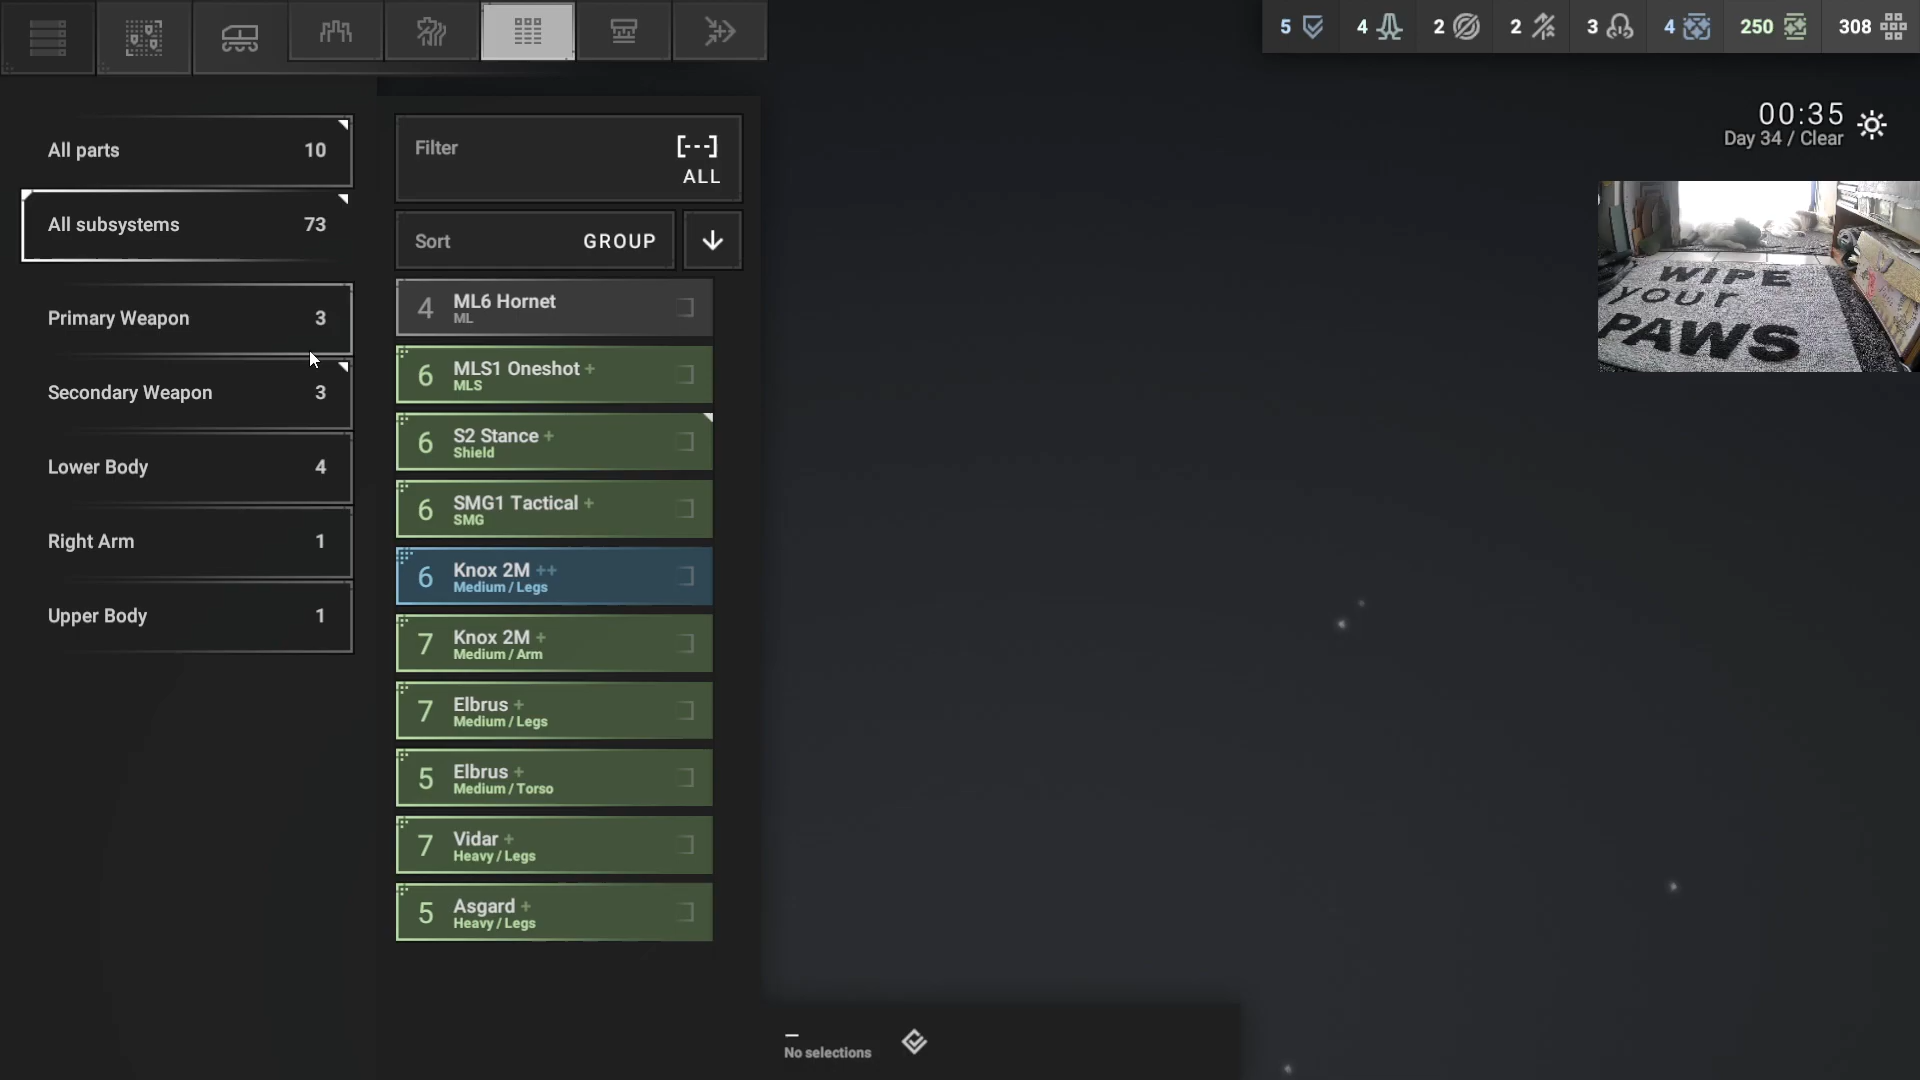 5
4
2
2
3
4
250
308
00:35
Day 34 / Clear
All parts 10
All subsystems 73
Primary Weapon 3
Secondary Weapon 3
Lower Body 4
Right Arm 1
Upper Body 1
Filter [---]
ALL
Sort GROUP
4 ML6 Hornet
ML
6 MLS1 Oneshot +
MLS
6 S2 Stance +
Shield
6 SMG1 Tactical +
SMG
6 Knox 2M ++
Medium / Legs
7 Knox 2M +
Medium / Arm
7 Elbrus +
Medium / Legs
5 Elbrus +
Medium / Torso
7 Vidar +
Heavy / Legs
5 Asgard +
Heavy / Legs
WIPE
YOUR
PAWS
–
No selections